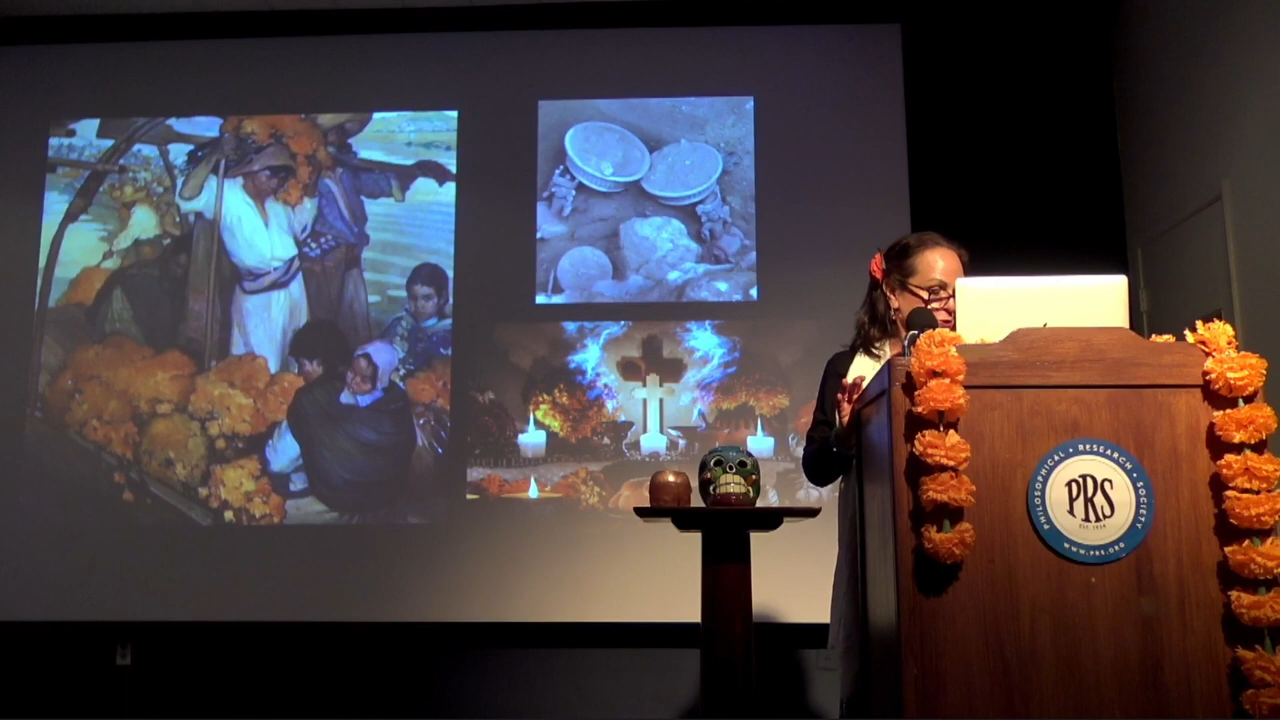 PHILOSOPHICAL • RESEARCH • SOCIETY
PRS
EST. 1934
WWW.PRS.ORG